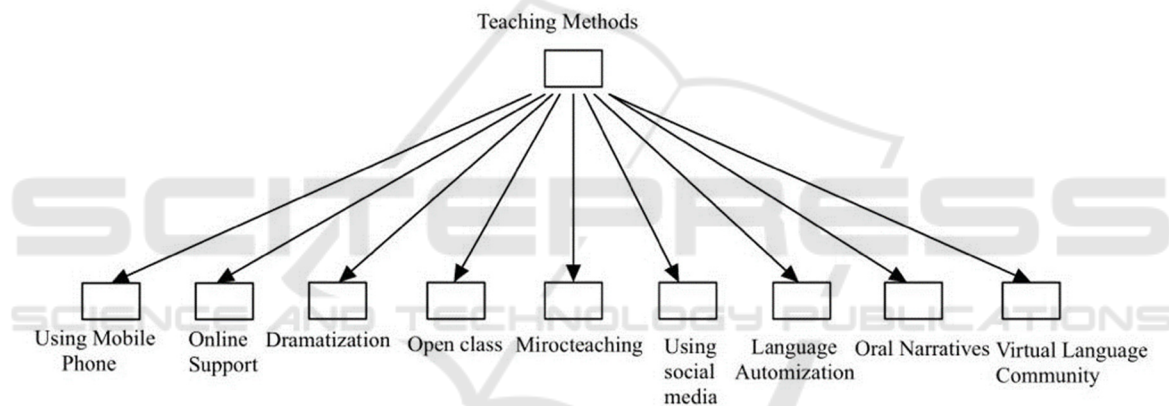 Teaching Methods
SCITEPRESS
SCIENCE AND TECHNOLOGY PUBLICATIONS
Using Mobile
Phone
Online
Support
Dramatization
Open class
Mirocteaching
Using
social
media
Language
Automization
Oral Narratives
Virtual Language
Community